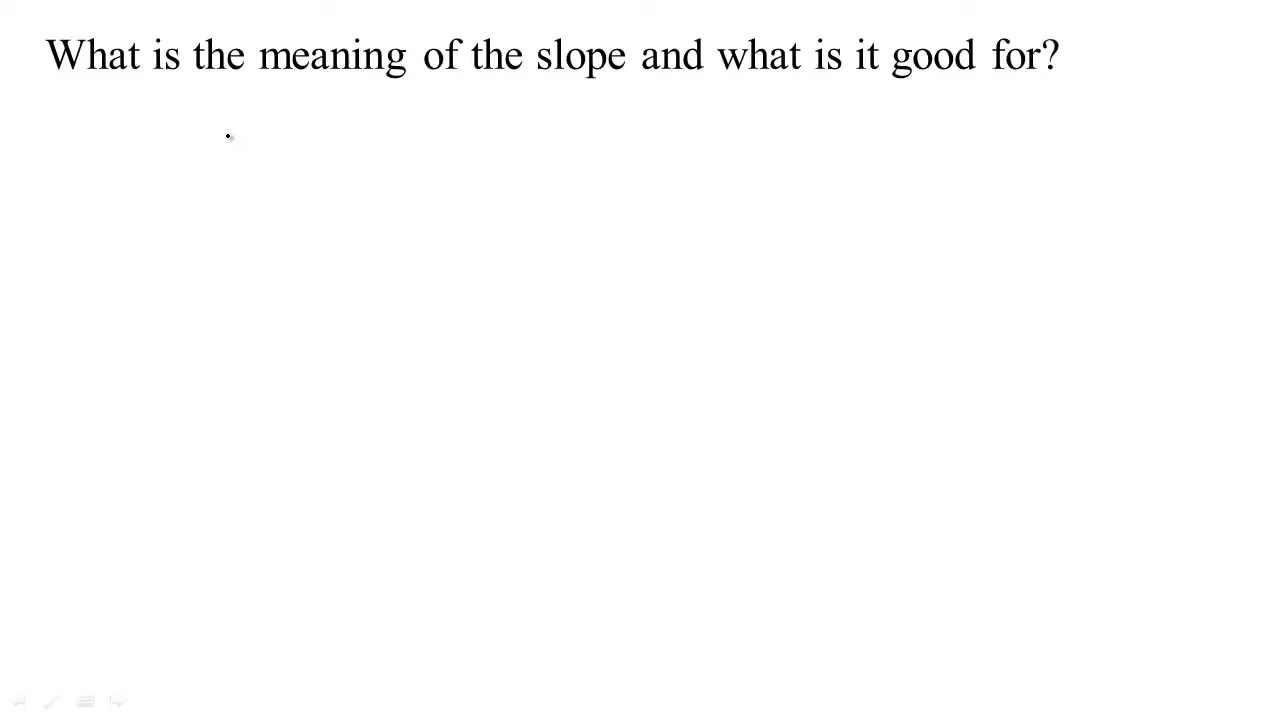 What is the meaning of the slope and what is it good for?